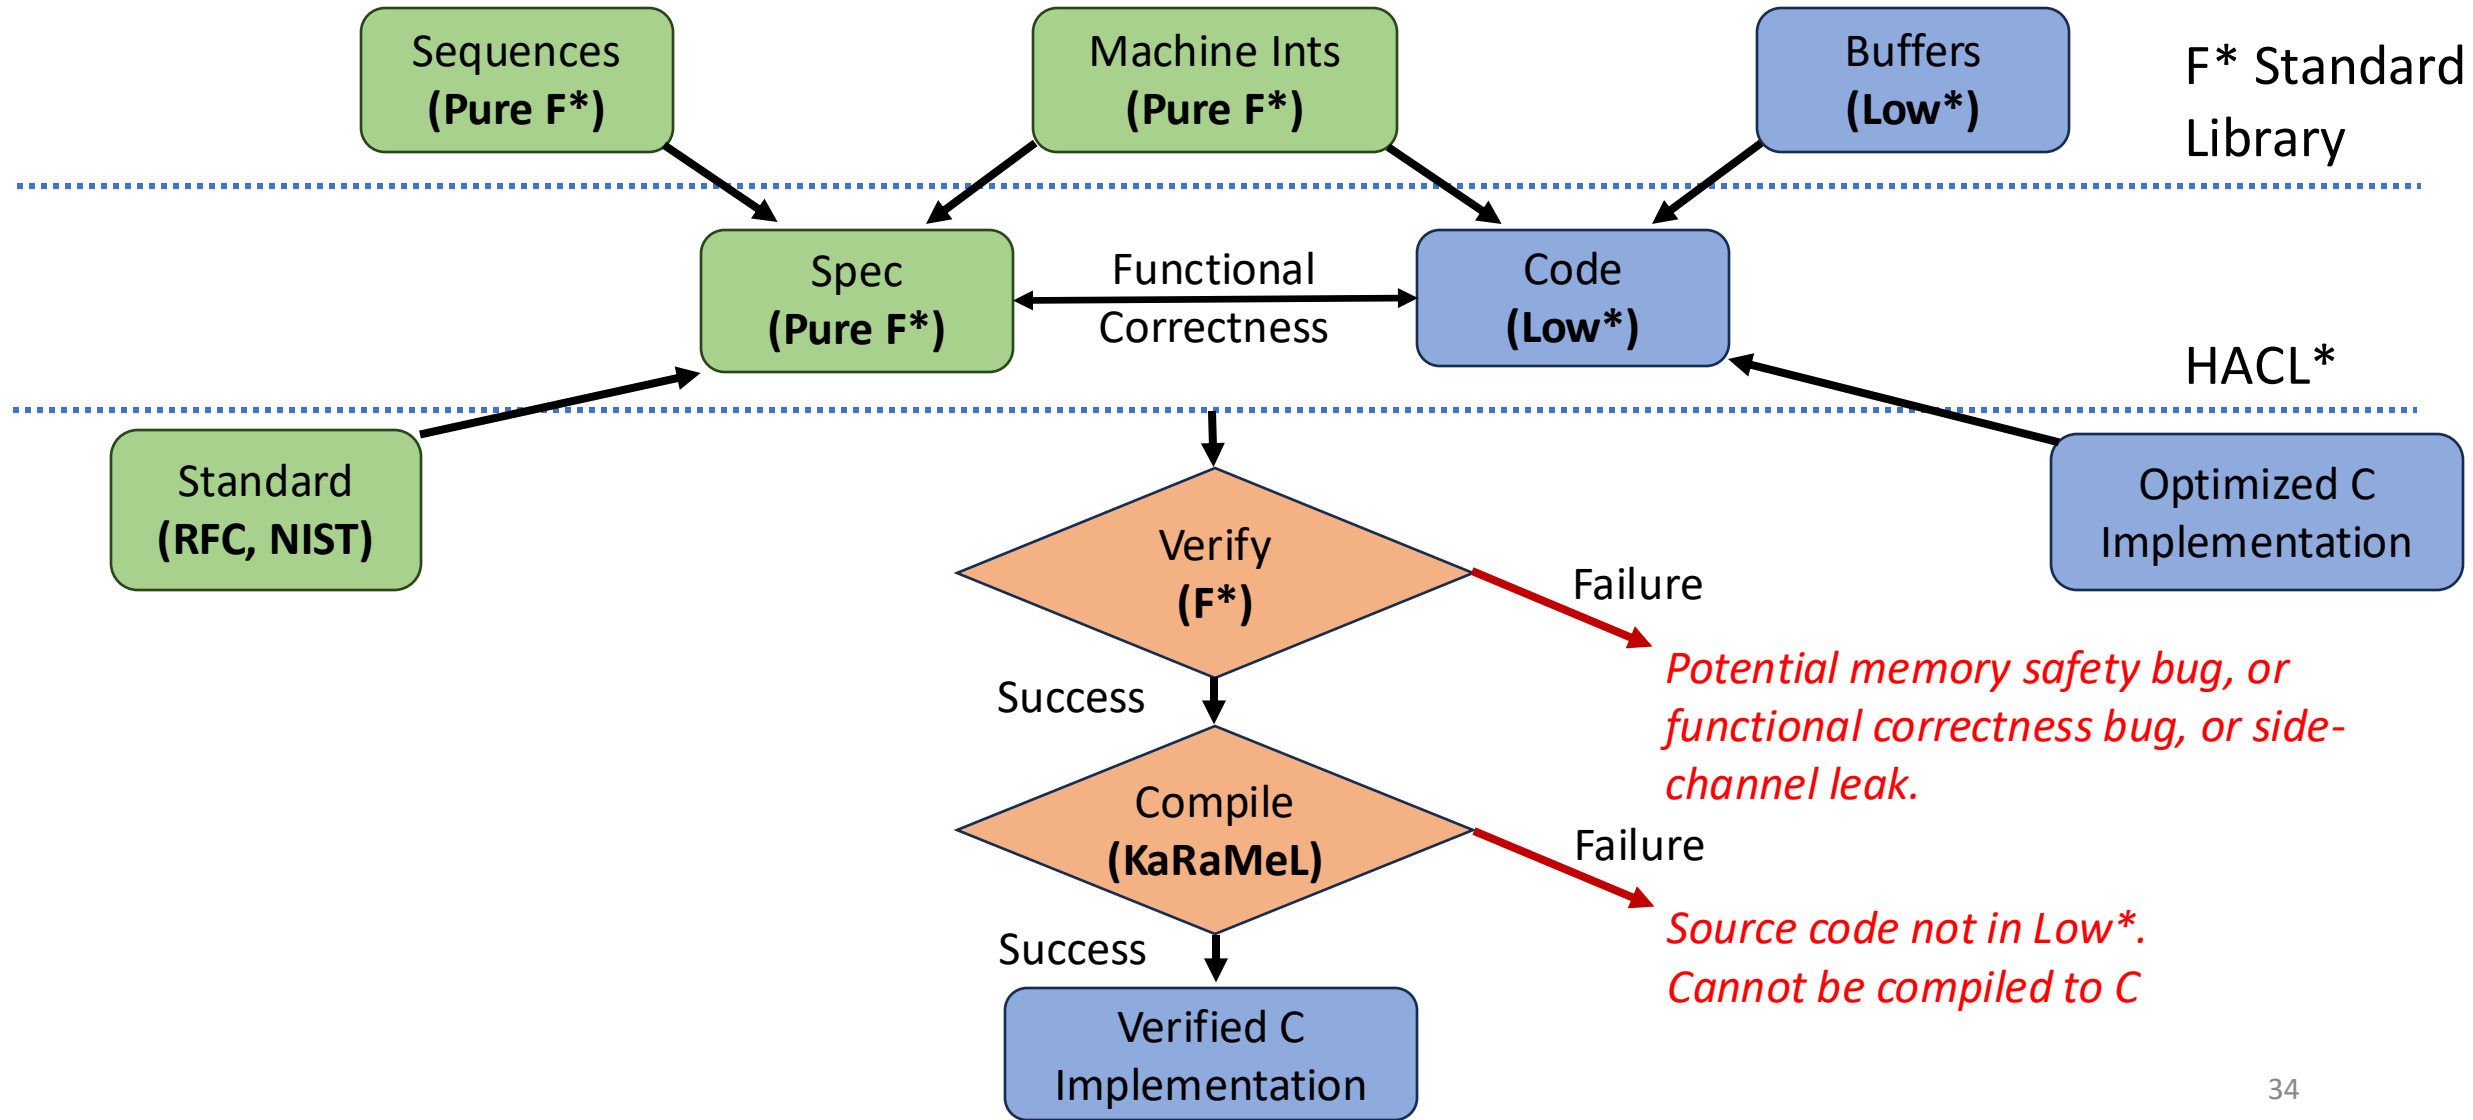 Sequences
(Pure F*)
Machine Ints
(Pure F*)
Buffers
(Low*)
F* Standard
Library
Spec
(Pure F*)
Functional
Correctness
Code
(Low*)
HACL*
Standard
(RFC, NIST)
Optimized C
Implementation
Verify
(F*)
Failure
Potential memory safety bug, or
functional correctness bug, or side-
channel leak.
Success
Compile
(KaRaMeL)
Failure
Source code not in Low*.
Cannot be compiled to C
Success
Verified C
Implementation
34